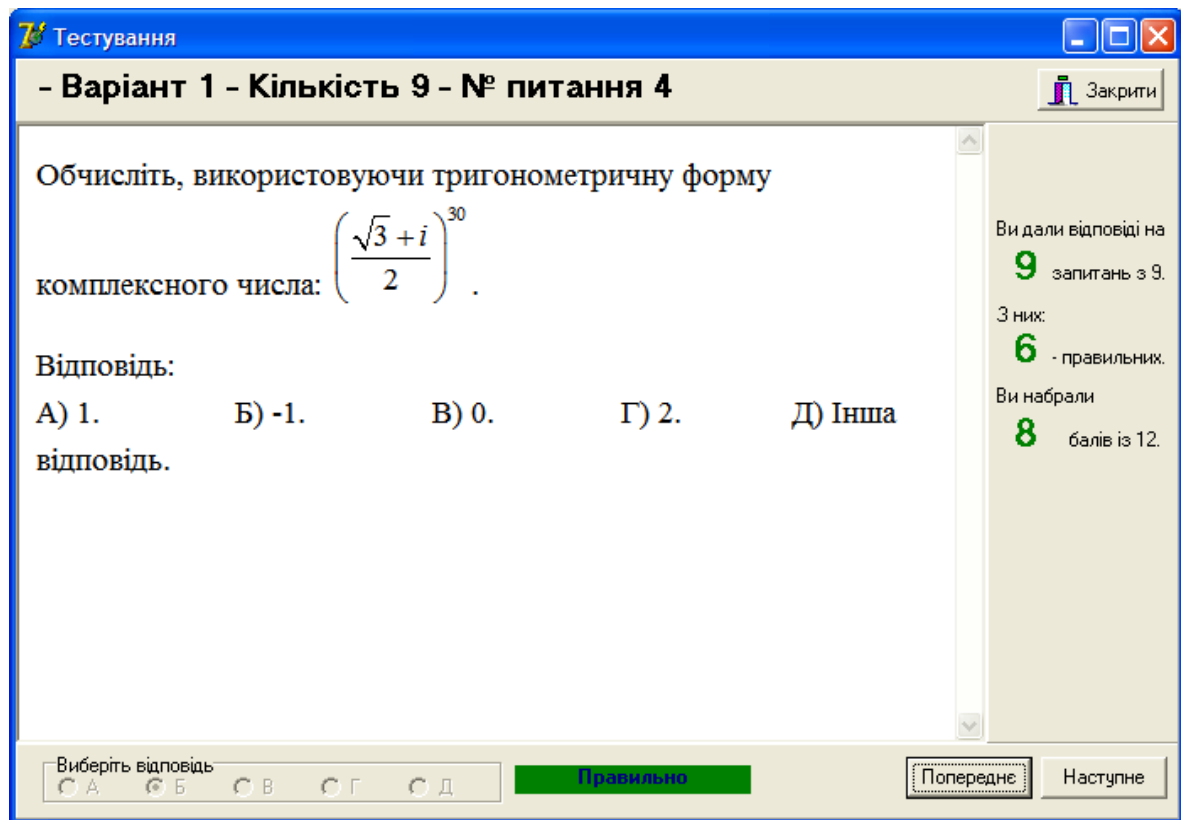 Тестування
- Варіант 1 - Кількість 9 - № питання 4
Закрити
Обчисліть, використовуючи тригонометричну форму
комплексного числа: ((√3 + i)/2)^30 .
Відповідь:
А) 1. Б) -1. В) 0. Г) 2. Д) Інша
відповідь.
Ви дали відповіді на
9 запитань з 9.
З них:
6 - правильних.
Ви набрали
8 балів із 12.
Виберіть відповідь
А Б В Г Д
Правильно
Попереднє
Наступне